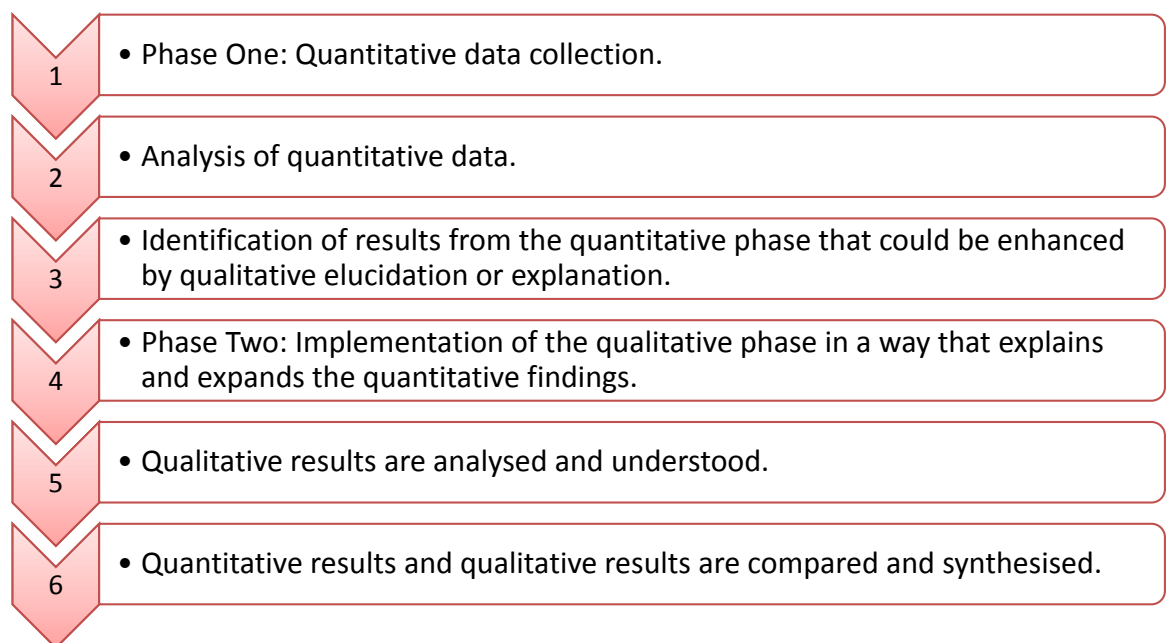 1
• Phase One: Quantitative data collection.
2
• Analysis of quantitative data.
3
• Identification of results from the quantitative phase that could be enhanced
by qualitative elucidation or explanation.
4
• Phase Two: Implementation of the qualitative phase in a way that explains
and expands the quantitative findings.
5
• Qualitative results are analysed and understood.
6
• Quantitative results and qualitative results are compared and synthesised.